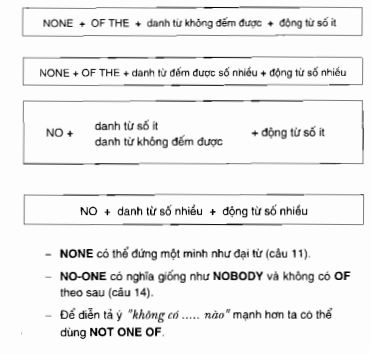 NONE + OF THE + danh từ không đếm được + động từ số ít
NONE + OF THE + danh từ đếm được số nhiều + động từ số nhiều
danh từ số ít
NO + + động từ số ít
danh từ không đếm được
NO + danh từ số nhiều + động từ số nhiều
– NONE có thể đứng một mình như đại từ (câu 11).
– NO-ONE có nghĩa giống như NOBODY và không có OF
theo sau (câu 14).
– Để diễn tả ý "không có ..... nào" mạnh hơn ta có thể
dùng NOT ONE OF.